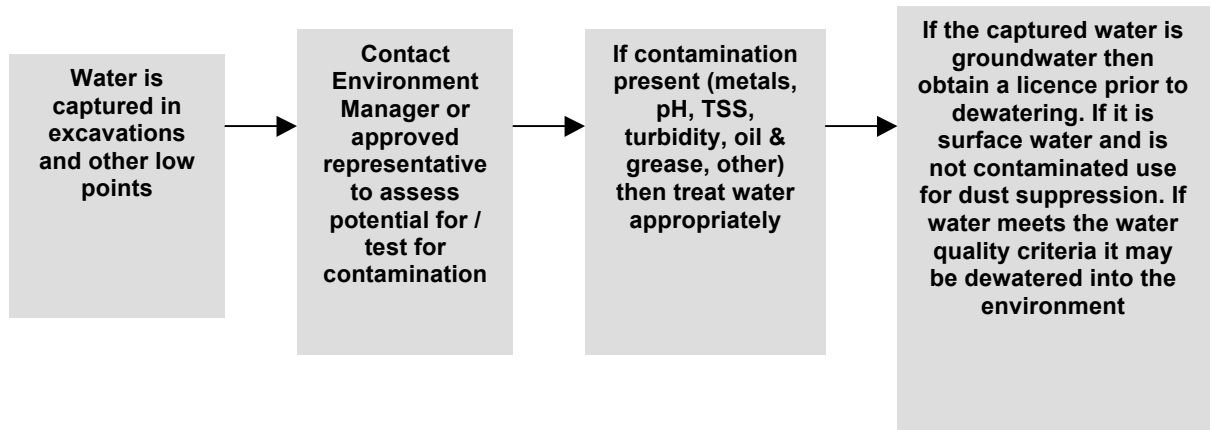 Water is
captured in
excavations
and other low
points
Contact
Environment
Manager or
approved
representative
to assess
potential for /
test for
contamination
If contamination
present (metals,
pH, TSS,
turbidity, oil &
grease, other)
then treat water
appropriately
If the captured water is
groundwater then
obtain a licence prior to
dewatering. If it is
surface water and is
not contaminated use
for dust suppression. If
water meets the water
quality criteria it may
be dewatered into the
environment